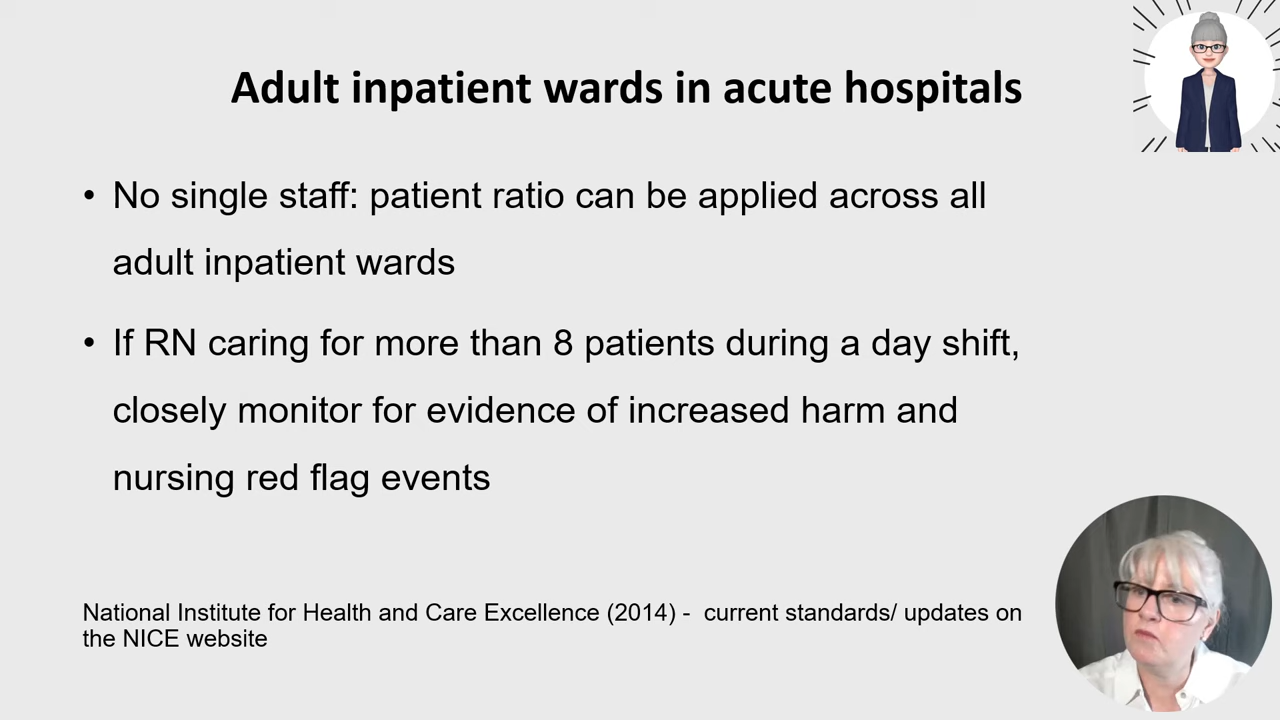 Adult inpatient wards in acute hospitals
• No single staff: patient ratio can be applied across all
adult inpatient wards
• If RN caring for more than 8 patients during a day shift,
closely monitor for evidence of increased harm and
nursing red flag events
National Institute for Health and Care Excellence (2014) - current standards/ updates on
the NICE website